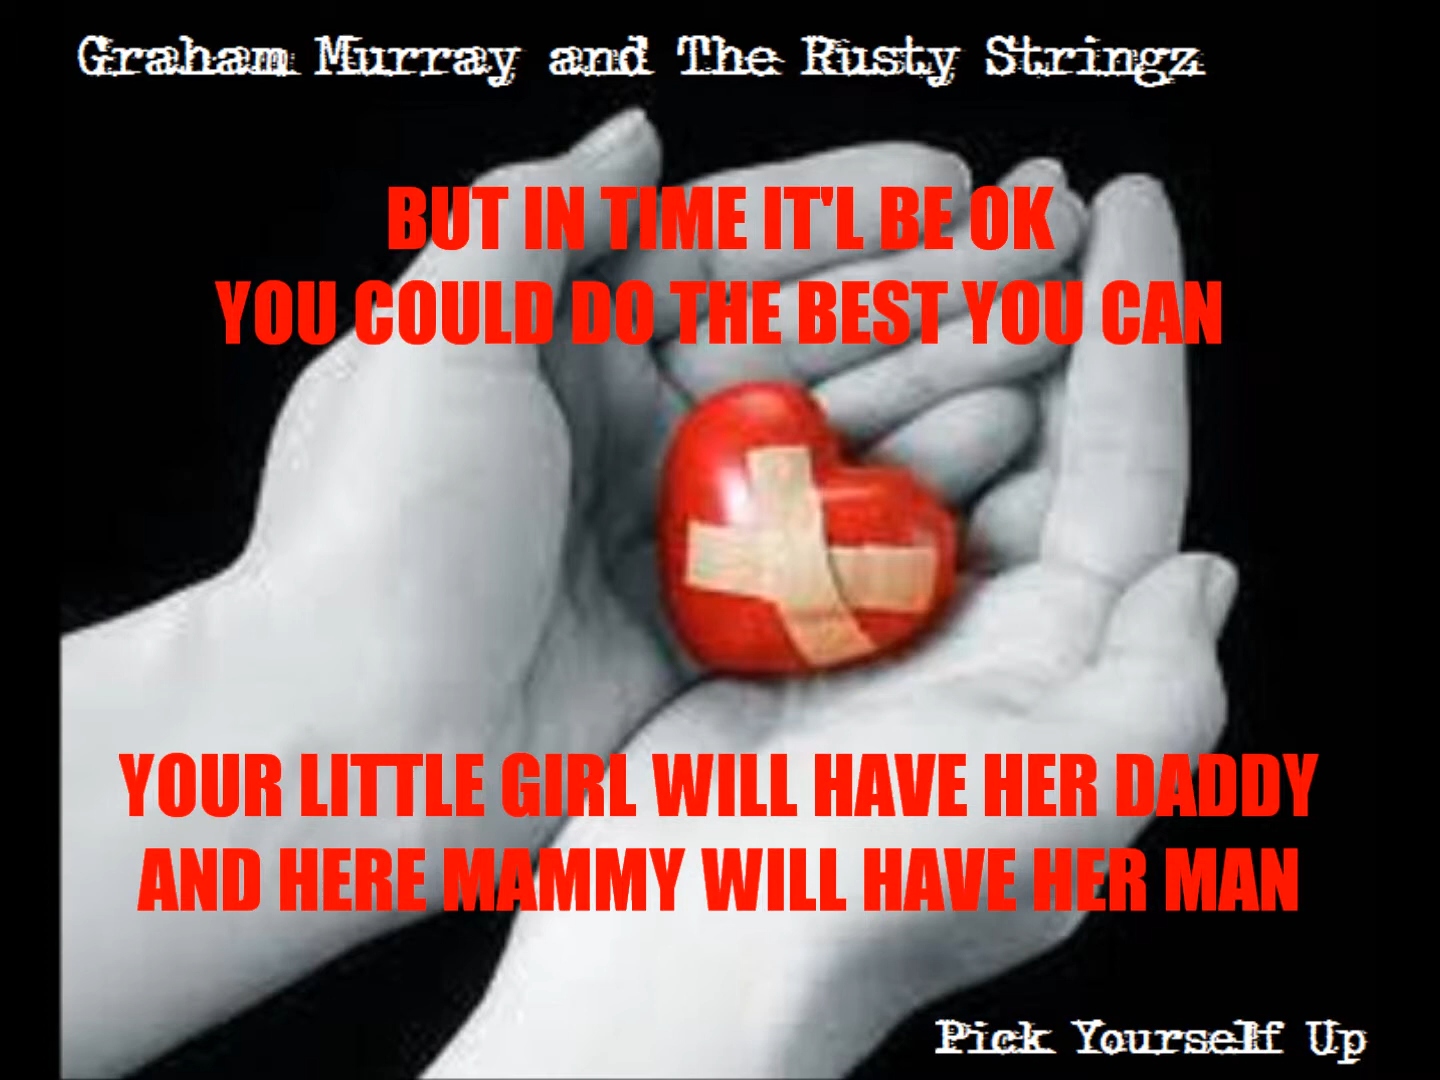 Graham Murray and The Rusty Stringz
BUT IN TIME IT'L BE OK
YOU COULD DO THE BEST YOU CAN
YOUR LITTLE GIRL WILL HAVE HER DADDY
AND HERE MAMMY WILL HAVE HER MAN
Pick Yourself Up